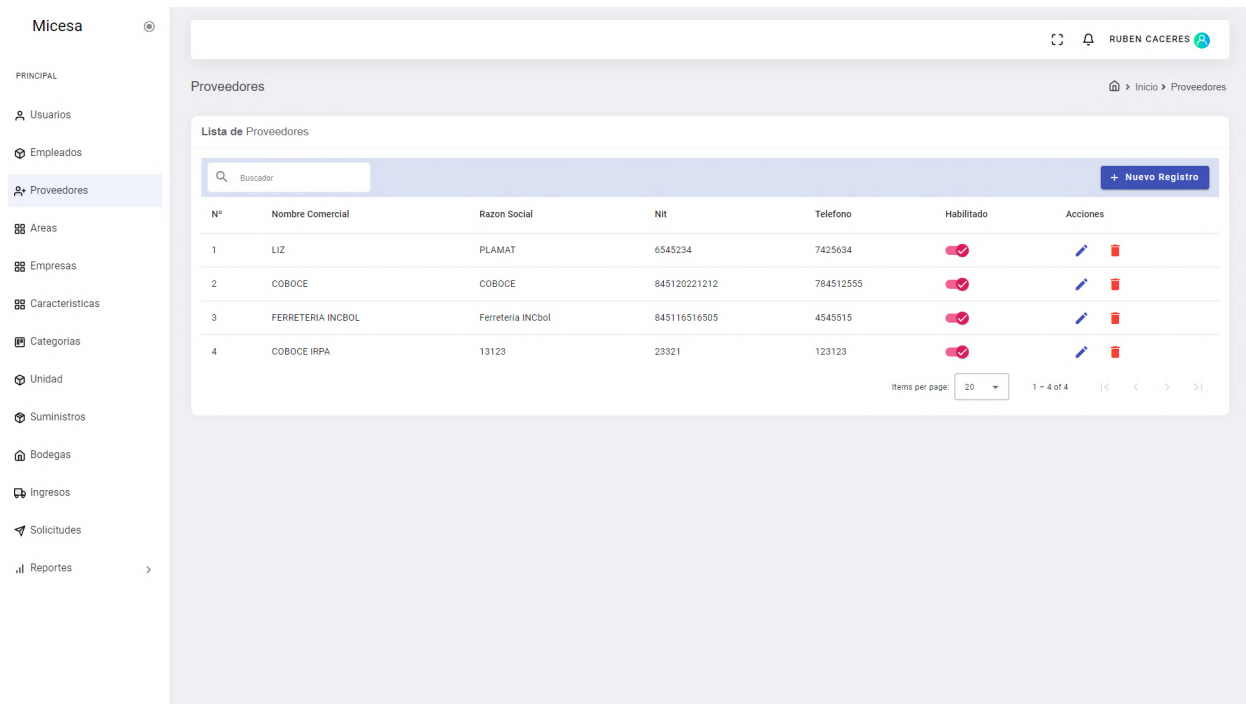 Micesa
RUBEN CACERES
PRINCIPAL
Usuarios
Empleados
Proveedores
Areas
Empresas
Caracteristicas
Categorias
Unidad
Suministros
Bodegas
Ingresos
Solicitudes
Reportes
Proveedores
Inicio > Proveedores
Lista de Proveedores
Buscador
+ Nuevo Registro
N° Nombre Comercial Razon Social Nit Telefono Habilitado Acciones
1 LIZ PLAMAT 6545234 7425634
2 COBOCE COBOCE 845120221212 784512555
3 FERRETERIA INCBOL Ferreteria INCbol 845116516505 4545515
4 COBOCE IRPA 13123 23321 123123
Items per page: 20 1 – 4 of 4